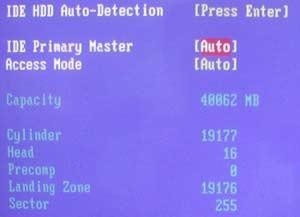 IDE HDD Auto-Detection [Press Enter]
IDE Primary Master [Auto]
Access Mode [Auto]
Capacity 40062 MB
Cylinder 19177
Head 16
Precomp 0
Landing Zone 19176
Sector 255